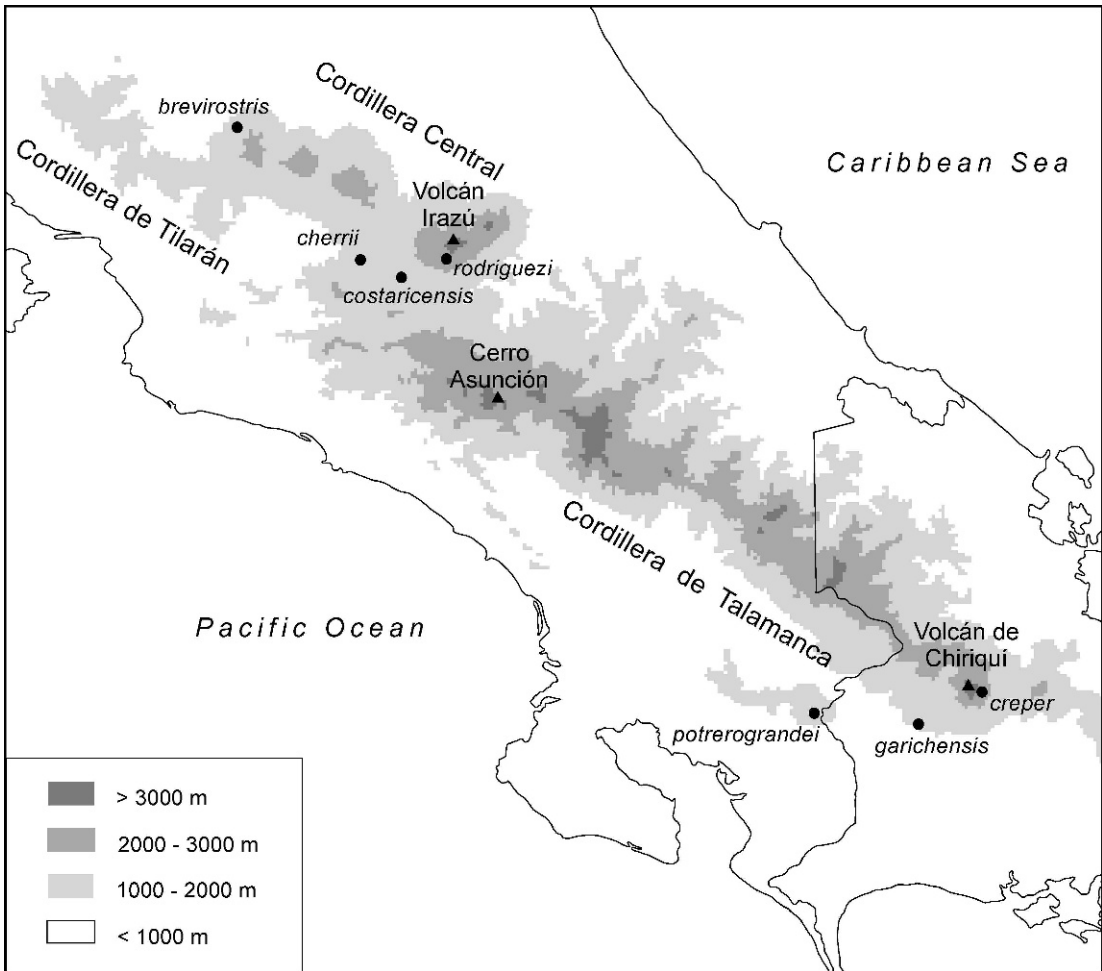 Cordillera Central
brevirostris
Caribbean Sea
Cordillera de Tilarán
Volcán
Irazú
cherrii
rodriguezi
costaricensis
Cerro
Asunción
Cordillera de Talamanca
Pacific Ocean
Volcán de
Chiriquí
creper
potrerograndei
garichensis
> 3000 m
2000 - 3000 m
1000 - 2000 m
< 1000 m